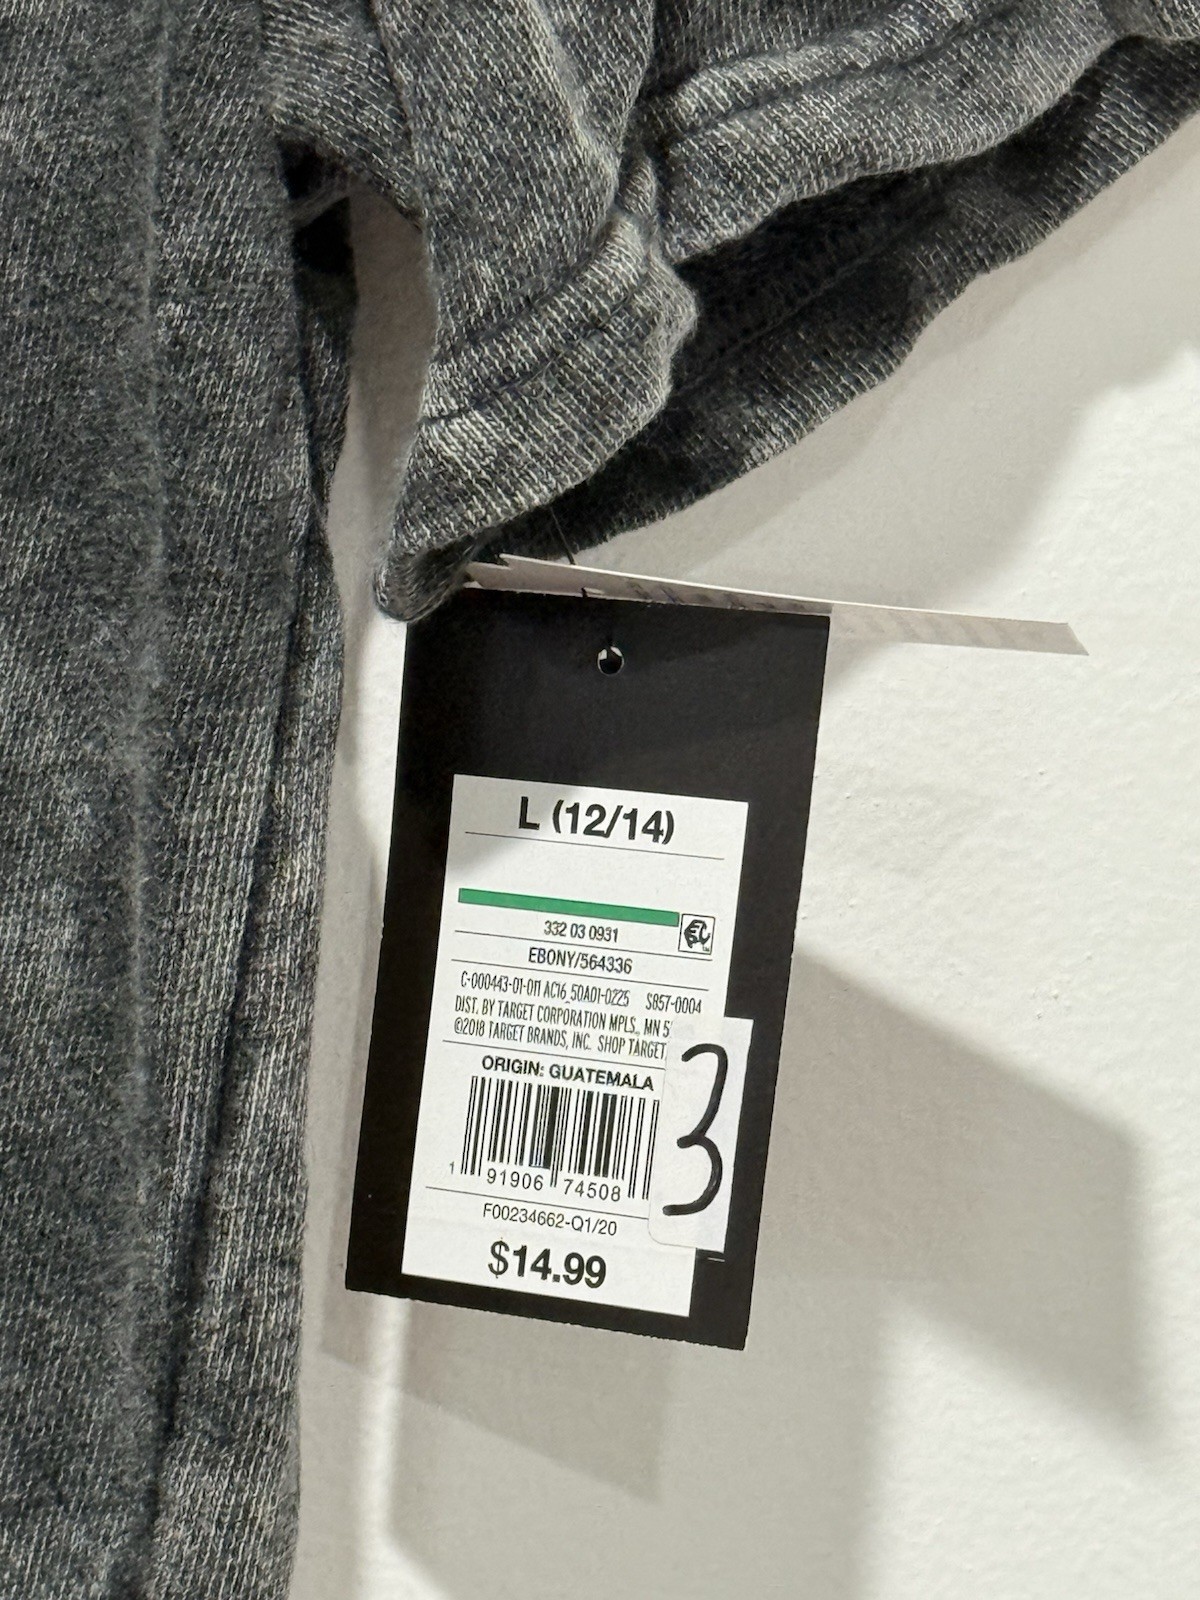 L (12/14)
332 03 0931
EBONY/564336
C-000443-01-011 AC16_50AD1-0225 S857-0004
DIST. BY TARGET CORPORATION MPLS., MN 5
©2018 TARGET BRANDS, INC. SHOP TARGET
ORIGIN: GUATEMALA
3
1 91906 74508
F00234662-Q1/20
$14.99